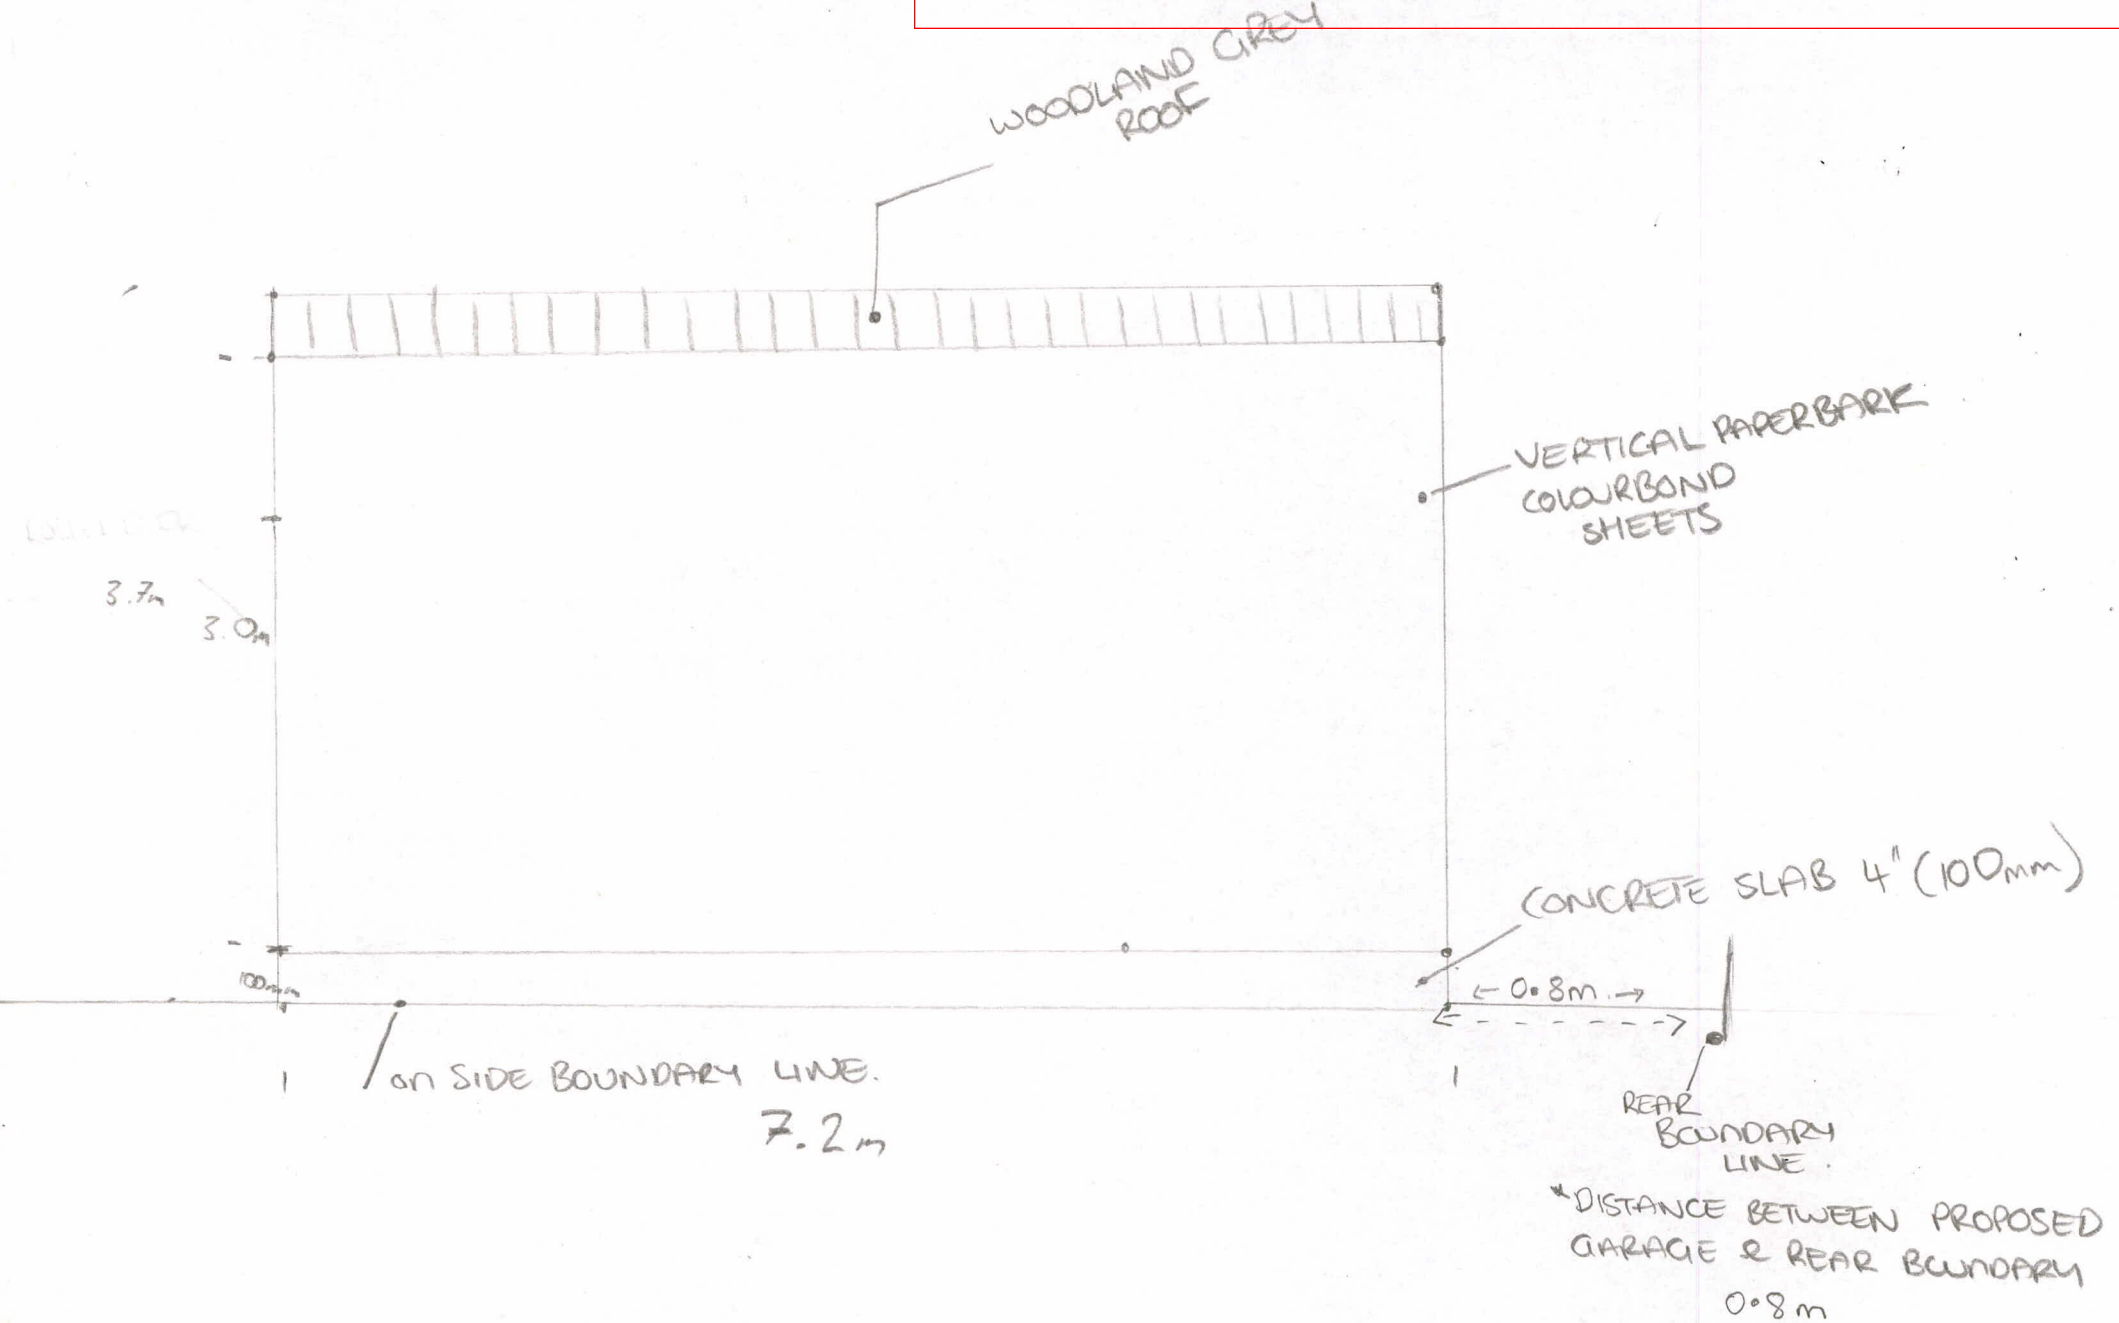 WOODLAND GREY
ROOF
VERTICAL PAPERBARK
COLOURBOND
SHEETS
3.7m
3.0m
CONCRETE SLAB 4" (100mm)
100mm
← 0.8m →
on SIDE BOUNDARY LINE.
7.2m
REAR
BOUNDARY
LINE.
*DISTANCE BETWEEN PROPOSED
GARAGE & REAR BOUNDARY
0.8m